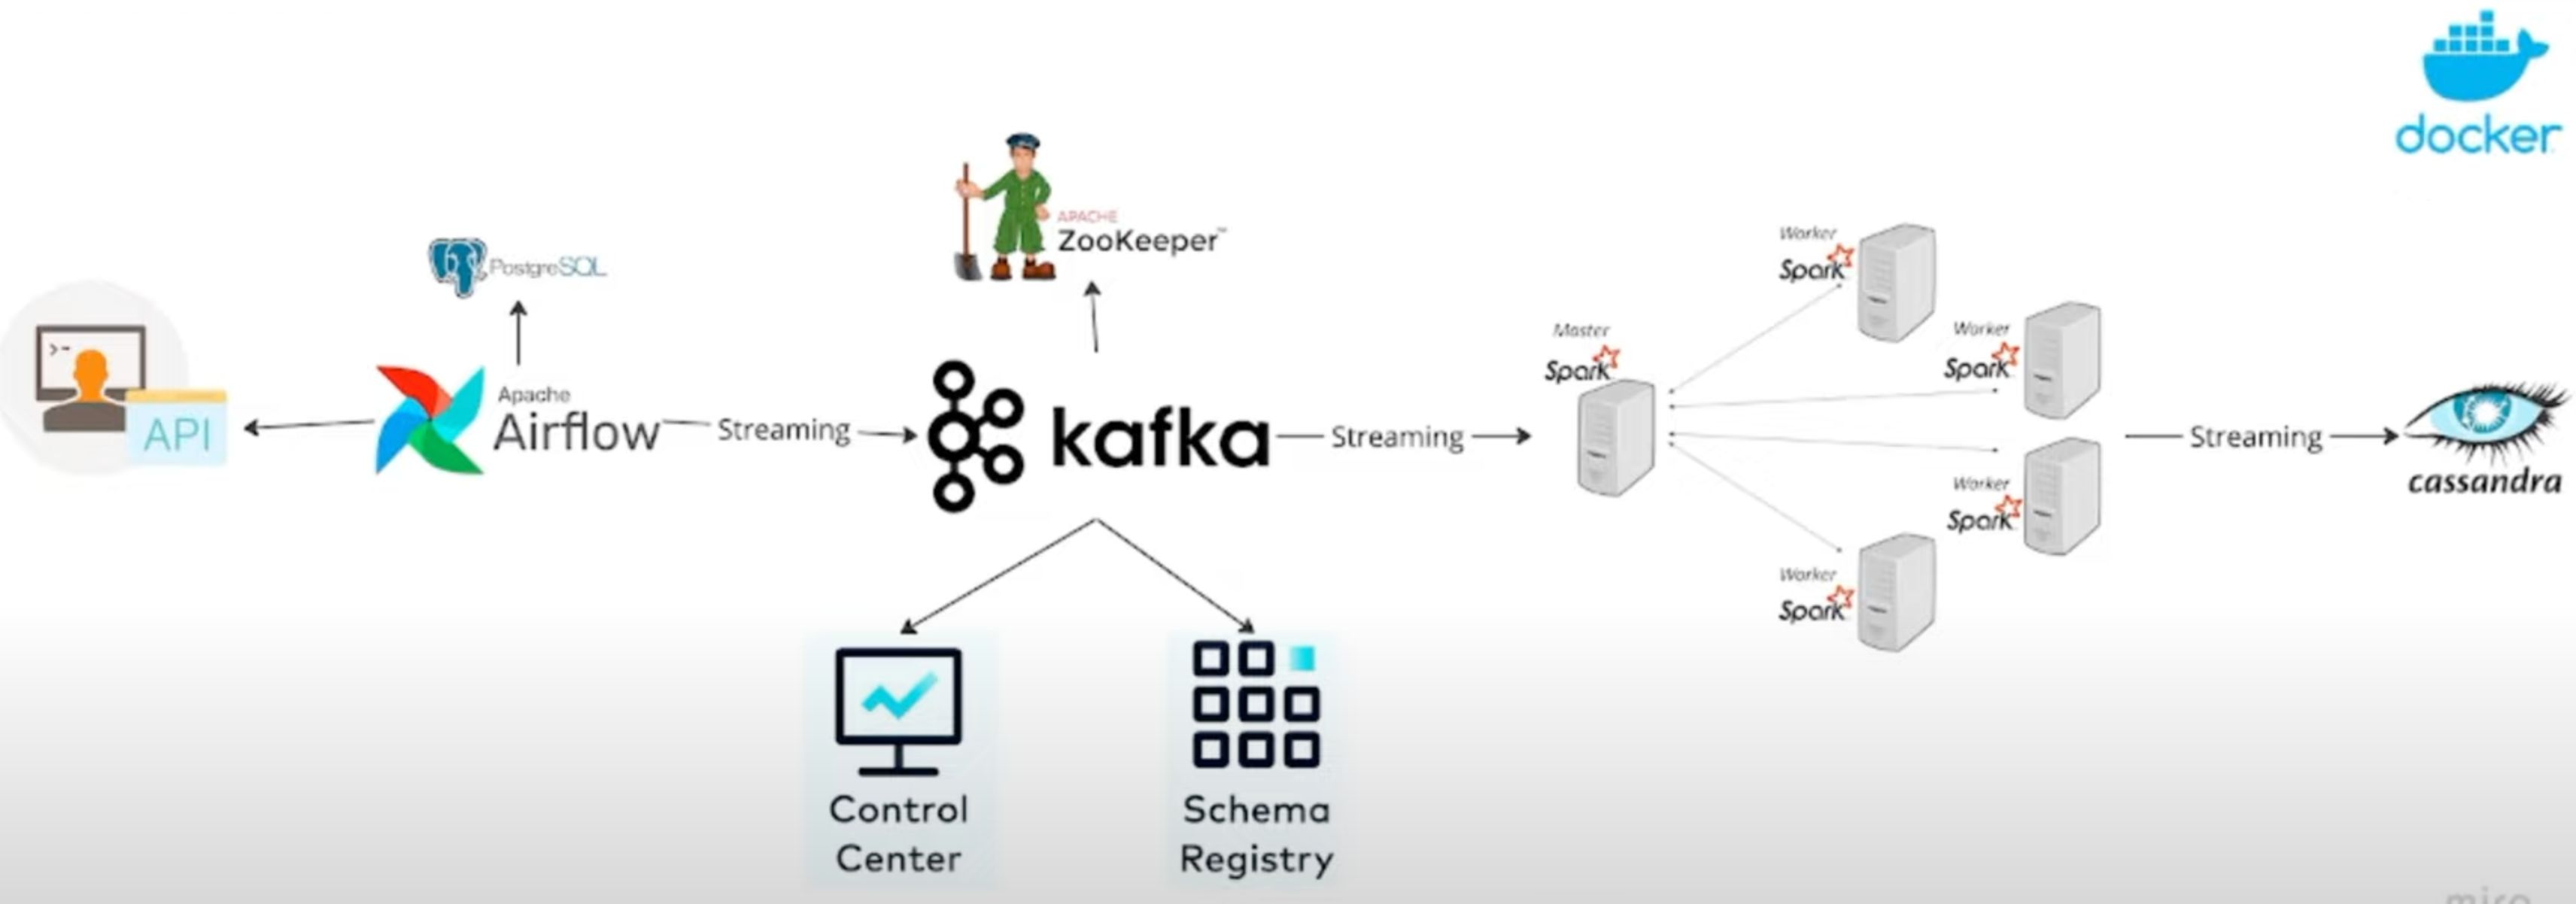 docker
APACHE
ZooKeeper™
PostgreSQL
>-
API
Apache
Airflow
Streaming
kafka
Streaming
Master
Spark
Worker
Spark
Worker
Spark
Worker
Spark
Worker
Spark
Streaming
cassandra
Control
Center
Schema
Registry
miro